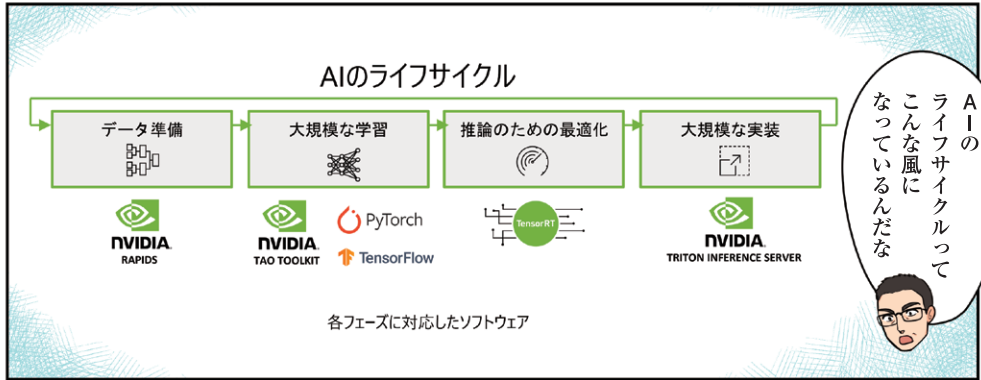 AIのライフサイクル
データ準備
大規模な学習
推論のための最適化
大規模な実装
NVIDIA.
RAPIDS
NVIDIA.
TAO TOOLKIT
PyTorch
TensorFlow
TensorRT
NVIDIA.
TRITON INFERENCE SERVER
各フェーズに対応したソフトウェア
AIの
ライフサイクルって
こんな風に
なっているんだな